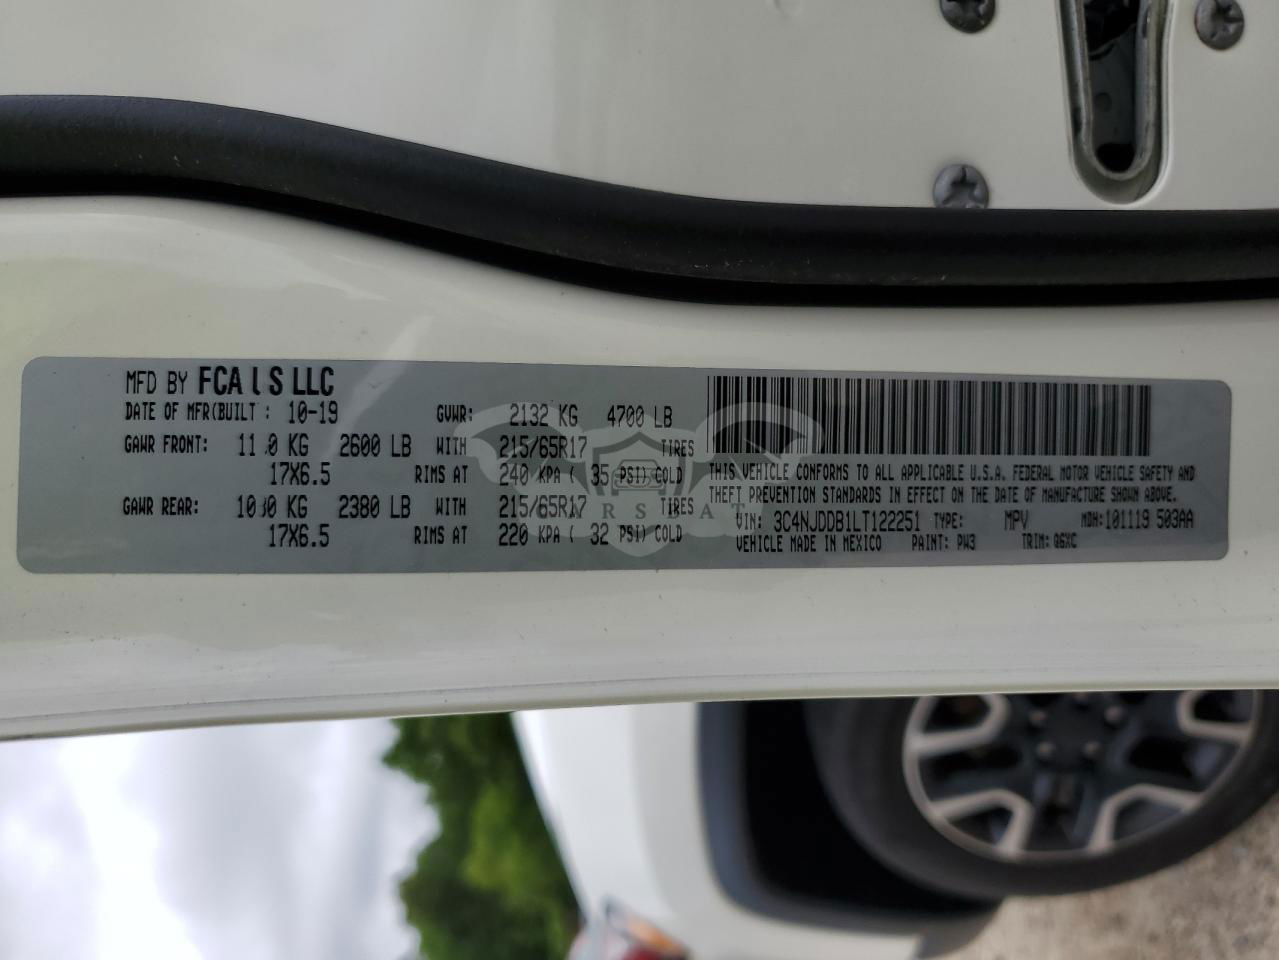 MFD BY FCA US LLC
DATE OF MFR(BUILT : 10-19 GVWR: 2132 KG 4700 LB
GAWR FRONT: KG 2600 LB WITH 215/65R17 TIRES
17X6.5 RIMS AT 240 KPA ( 35 PSI) COLD
GAWR REAR: KG 2380 LB WITH 215/65R17 TIRES
17X6.5 RIMS AT 220 KPA ( 32 PSI) COLD
THIS VEHICLE CONFORMS TO ALL APPLICABLE U.S.A. FEDERAL MOTOR VEHICLE SAFETY AND
THEFT PREVENTION STANDARDS IN EFFECT ON THE DATE OF MANUFACTURE SHOWN ABOVE.
VIN: 3C4NJDDB1LT122251 TYPE: MPV MDH:101119 503AA
VEHICLE MADE IN MEXICO PAINT: PW3 TRIM: Q6XC